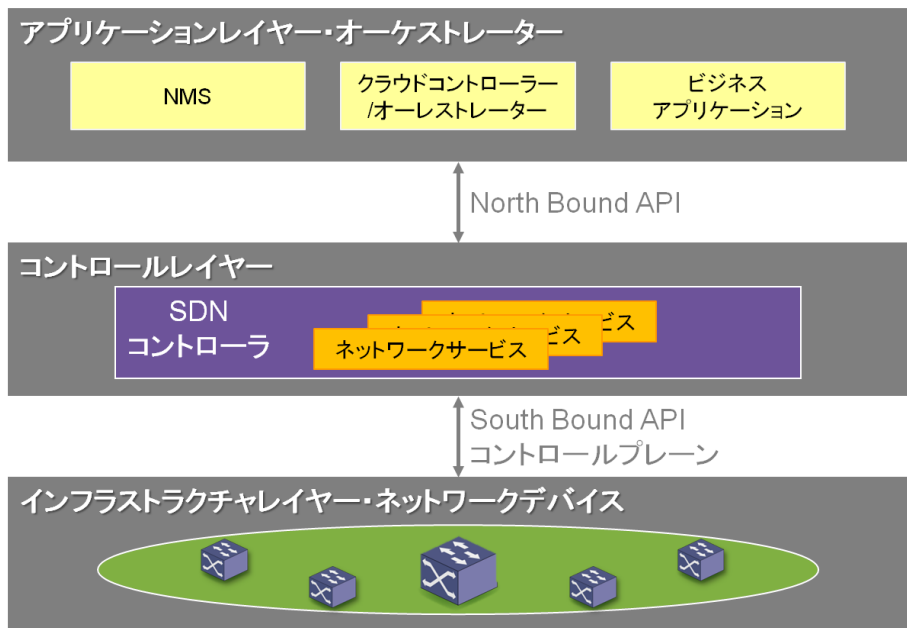 アプリケーションレイヤー・オーケストレーター
NMS
クラウドコントローラー
/オーレストレーター
ビジネス
アプリケーション
North Bound API
コントロールレイヤー
SDN
コントローラ
ビス
ビス
ネットワークサービス
South Bound API
コントロールプレーン
インフラストラクチャレイヤー・ネットワークデバイス